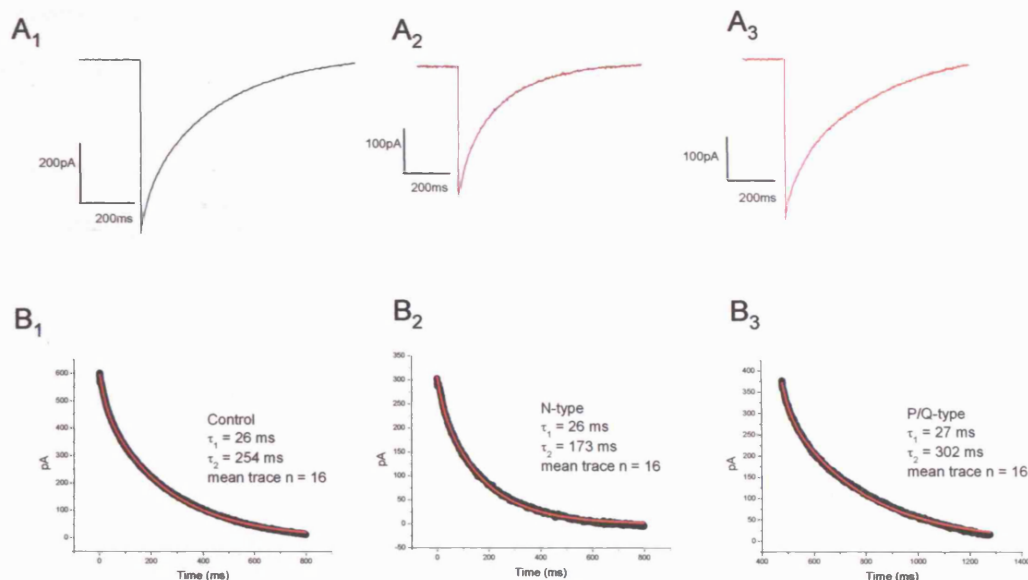 A1
A2
A3
200pA
200ms
100pA
200ms
100pA
200ms
B1
B2
B3
600
500
400
300
200
100
0
pA
0
200
400
600
800
Time (ms)
Control
τ1 = 26 ms
τ2 = 254 ms
mean trace n = 16
350
300
250
200
150
100
50
0
-50
pA
0
200
400
600
800
Time (ms)
N-type
τ1 = 26 ms
τ2 = 173 ms
mean trace n = 16
400
350
300
250
200
150
100
50
0
pA
400
600
800
1000
1200
1400
Time (ms)
P/Q-type
τ1 = 27 ms
τ2 = 302 ms
mean trace n = 16